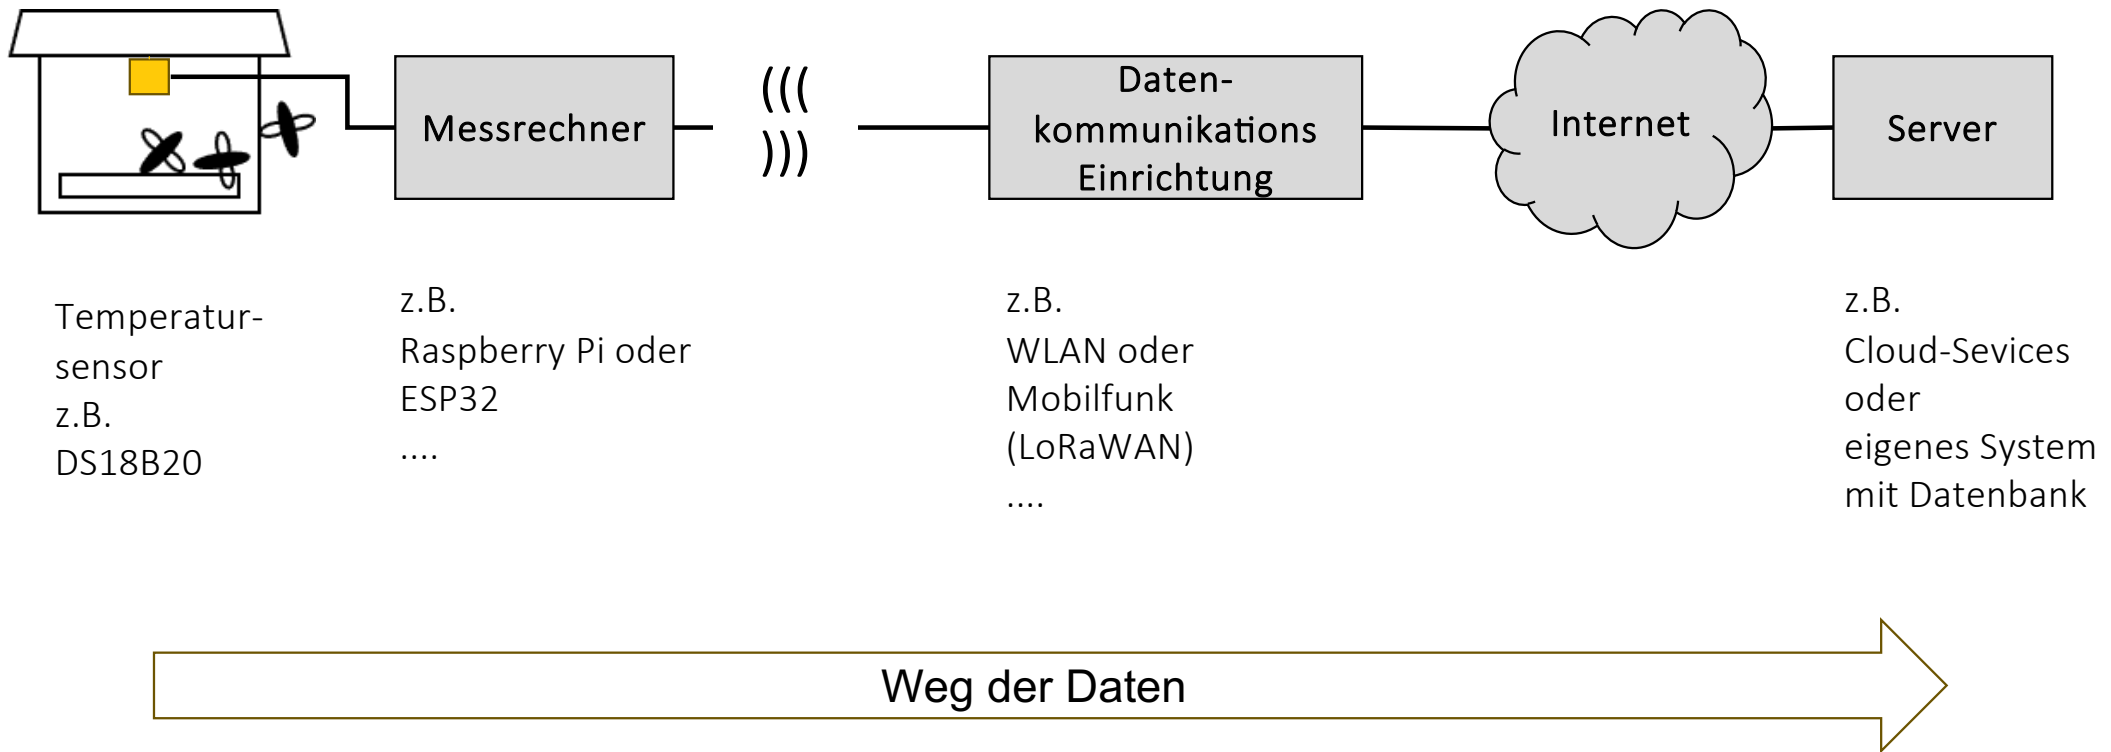 Messrechner
(((
)))
Daten-
kommunikations
Einrichtung
Internet
Server
Temperatur-
sensor
z.B.
DS18B20
z.B.
Raspberry Pi oder
ESP32
....
z.B.
WLAN oder
Mobilfunk
(LoRaWAN)
....
z.B.
Cloud-Sevices
oder
eigenes System
mit Datenbank
Weg der Daten